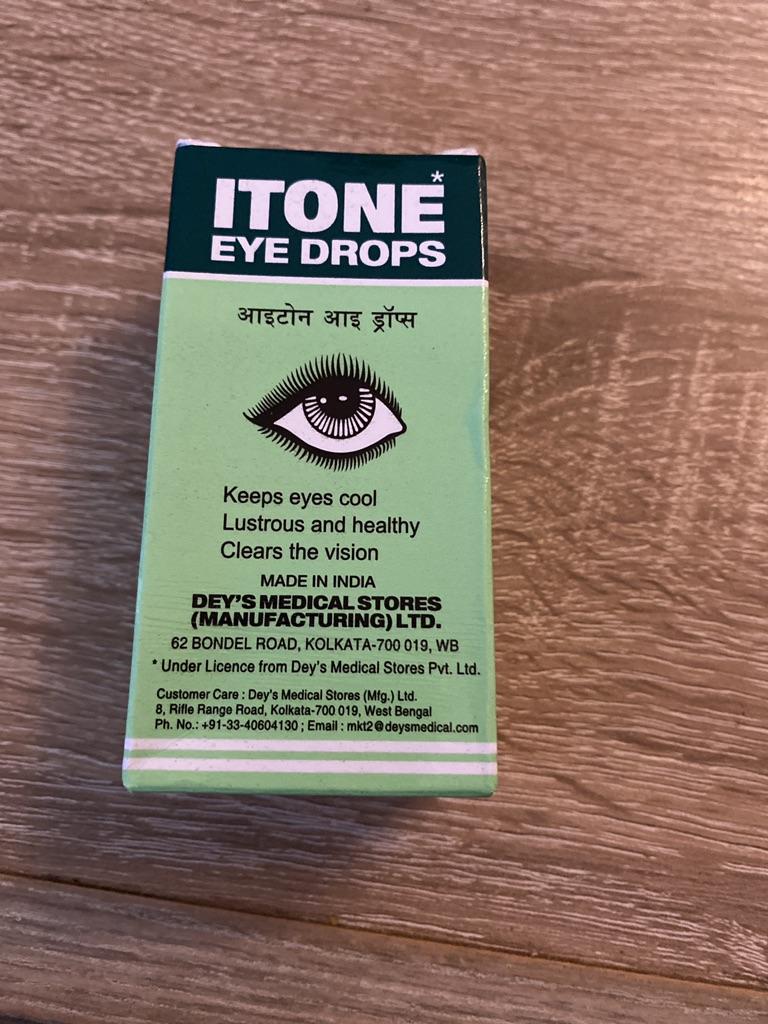 ITONE*
EYE DROPS
आइटोन आइ ड्रॉप्स
Keeps eyes cool
Lustrous and healthy
Clears the vision
MADE IN INDIA
DEY'S MEDICAL STORES
(MANUFACTURING) LTD.
62 BONDEL ROAD, KOLKATA-700 019, WB
* Under Licence from Dey's Medical Stores Pvt. Ltd.
Customer Care : Dey's Medical Stores (Mfg.) Ltd.
8, Rifle Range Road, Kolkata-700 019, West Bengal
Ph. No.: +91-33-40604130 ; Email : mkt2@deysmedical.com